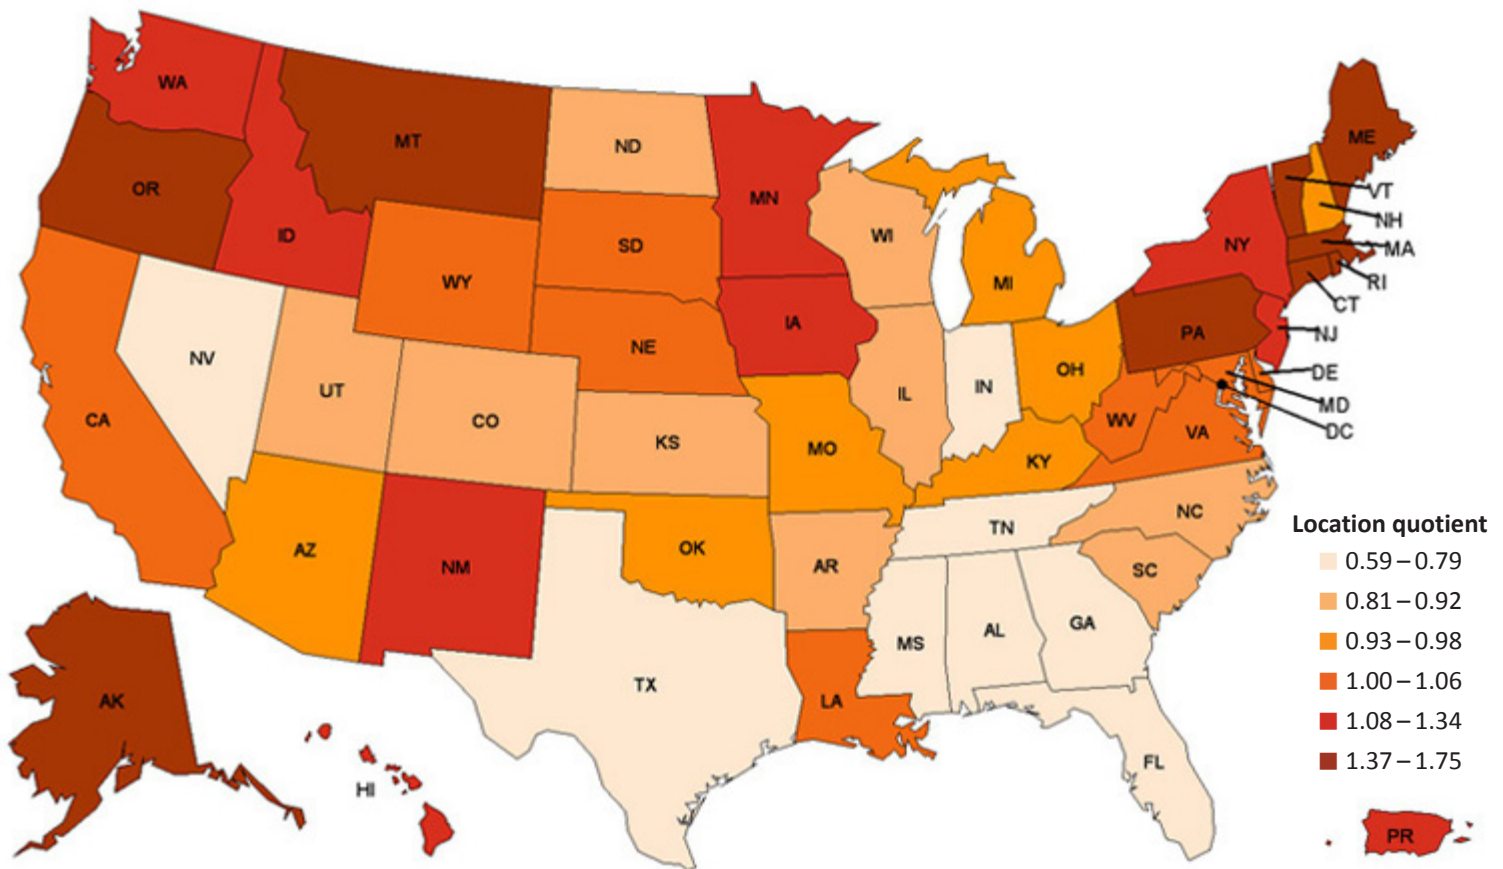 WA
MT
ND
MN
ME
OR
ID
SD
WI
VT
NH
NY
MA
WY
MI
RI
CT
IA
PA
NJ
NE
NV
OH
DE
UT
IL
IN
MD
CA
CO
WV
VA
DC
KS
MO
KY
NC
TN
AZ
OK
NM
AR
SC
GA
AL
MS
TX
LA
AK
FL
HI
PR
Location quotient
0.59–0.79
0.81–0.92
0.93–0.98
1.00–1.06
1.08–1.34
1.37–1.75